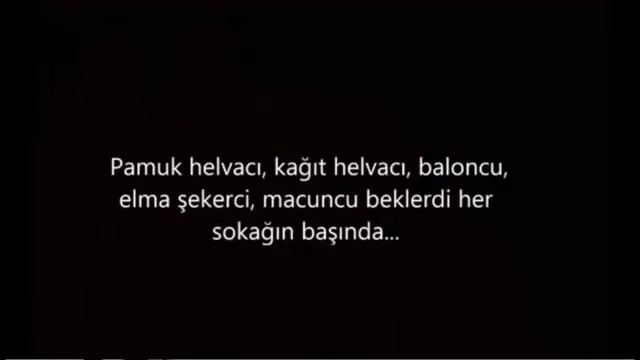 Pamuk helvacı, kağıt helvacı, baloncu,
elma şekerci, macuncu beklerdi her
sokağın başında...